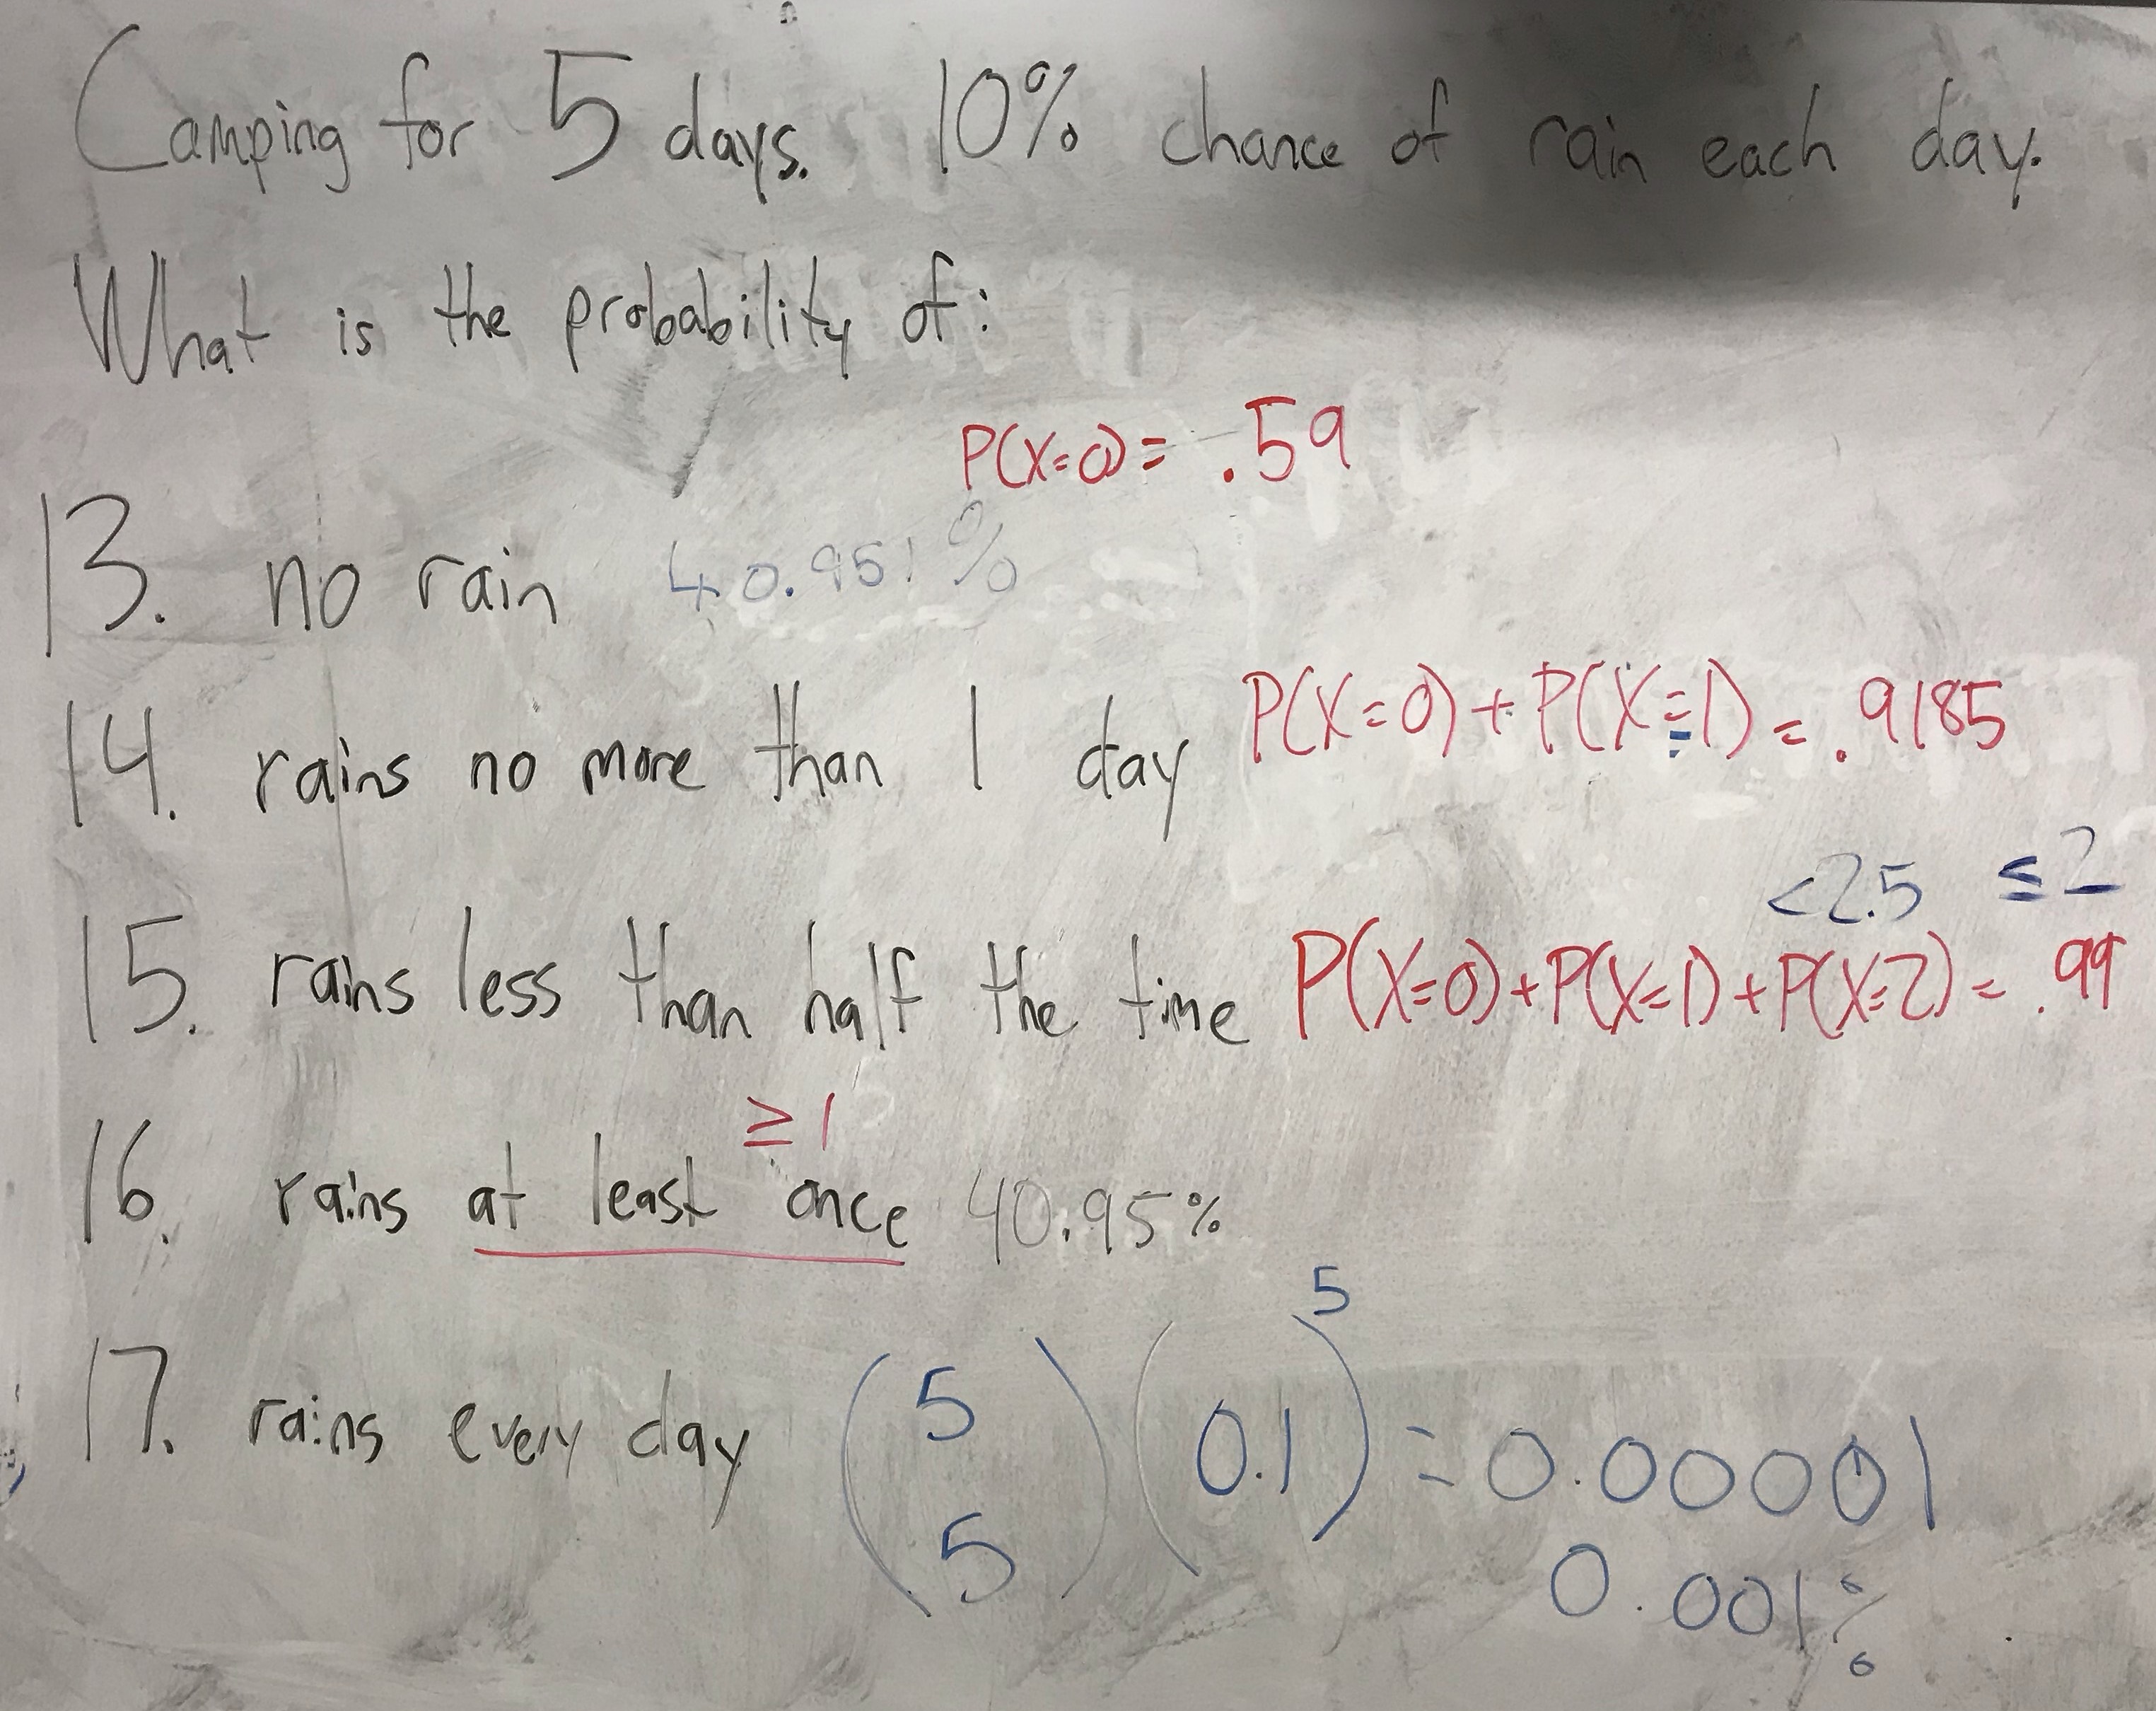 Camping for 5 days. 10% chance of rain each day.
What is the probability of:
P(X=0)= .59
13. no rain 40.951%
14. rains no more than 1 day P(X=0)+P(X=1)=.9185
<2.5 ≤2
15. rains less than half the time P(X=0)+P(X=1)+P(X=2)=.99
≥1
16. rains at least once 40.95%
17. rains every day (5 5)(0.1)^5=0.00001
0.001%